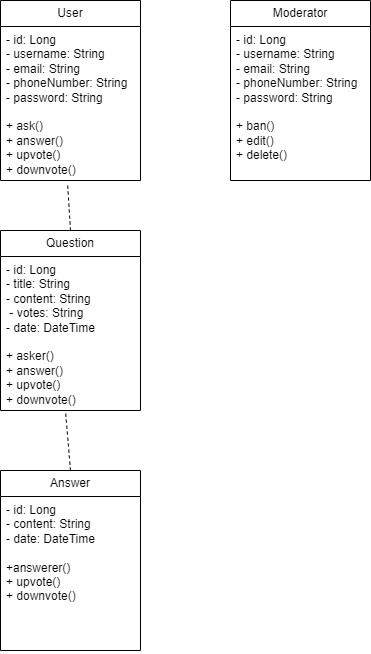 User
- id: Long
- username: String
- email: String
- phoneNumber: String
- password: String
+ ask()
+ answer()
+ upvote()
+ downvote()
Moderator
- id: Long
- username: String
- email: String
- phoneNumber: String
- password: String
+ ban()
+ edit()
+ delete()
Question
- id: Long
- title: String
- content: String
- votes: String
- date: DateTime
+ asker()
+ answer()
+ upvote()
+ downvote()
Answer
- id: Long
- content: String
- date: DateTime
+answerer()
+ upvote()
+ downvote()